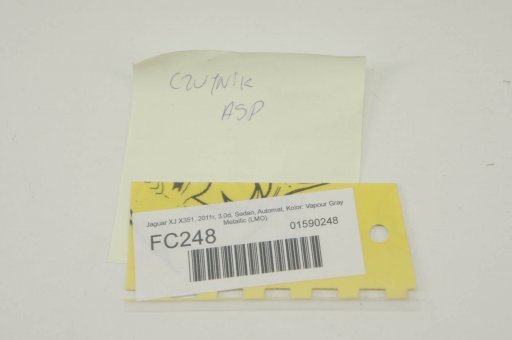 CZUJNIK
ASP
Jaguar XJ X351, 2011r, 3.0d, Sedan, Automat, Kolor: Vapour Gray
Metallic (LMO)
FC248
01590248